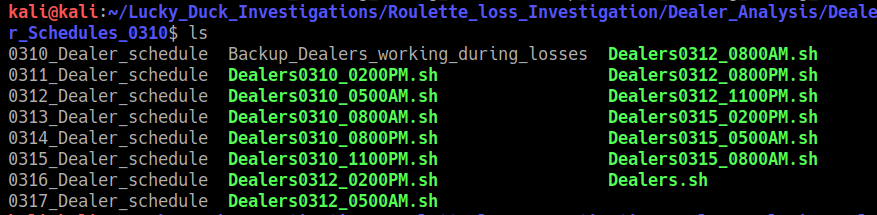 kali@kali:~/Lucky_Duck_Investigations/Roulette_loss_Investigation/Dealer_Analysis/Deale
r_Schedules_0310$ ls
0310_Dealer_schedule  Backup_Dealers_working_during_losses  Dealers0312_0800AM.sh
0311_Dealer_schedule  Dealers0310_0200PM.sh                 Dealers0312_0800PM.sh
0312_Dealer_schedule  Dealers0310_0500AM.sh                 Dealers0312_1100PM.sh
0313_Dealer_schedule  Dealers0310_0800AM.sh                 Dealers0315_0200PM.sh
0314_Dealer_schedule  Dealers0310_0800PM.sh                 Dealers0315_0500AM.sh
0315_Dealer_schedule  Dealers0310_1100PM.sh                 Dealers0315_0800AM.sh
0316_Dealer_schedule  Dealers0312_0200PM.sh                 Dealers.sh
0317_Dealer_schedule  Dealers0312_0500AM.sh